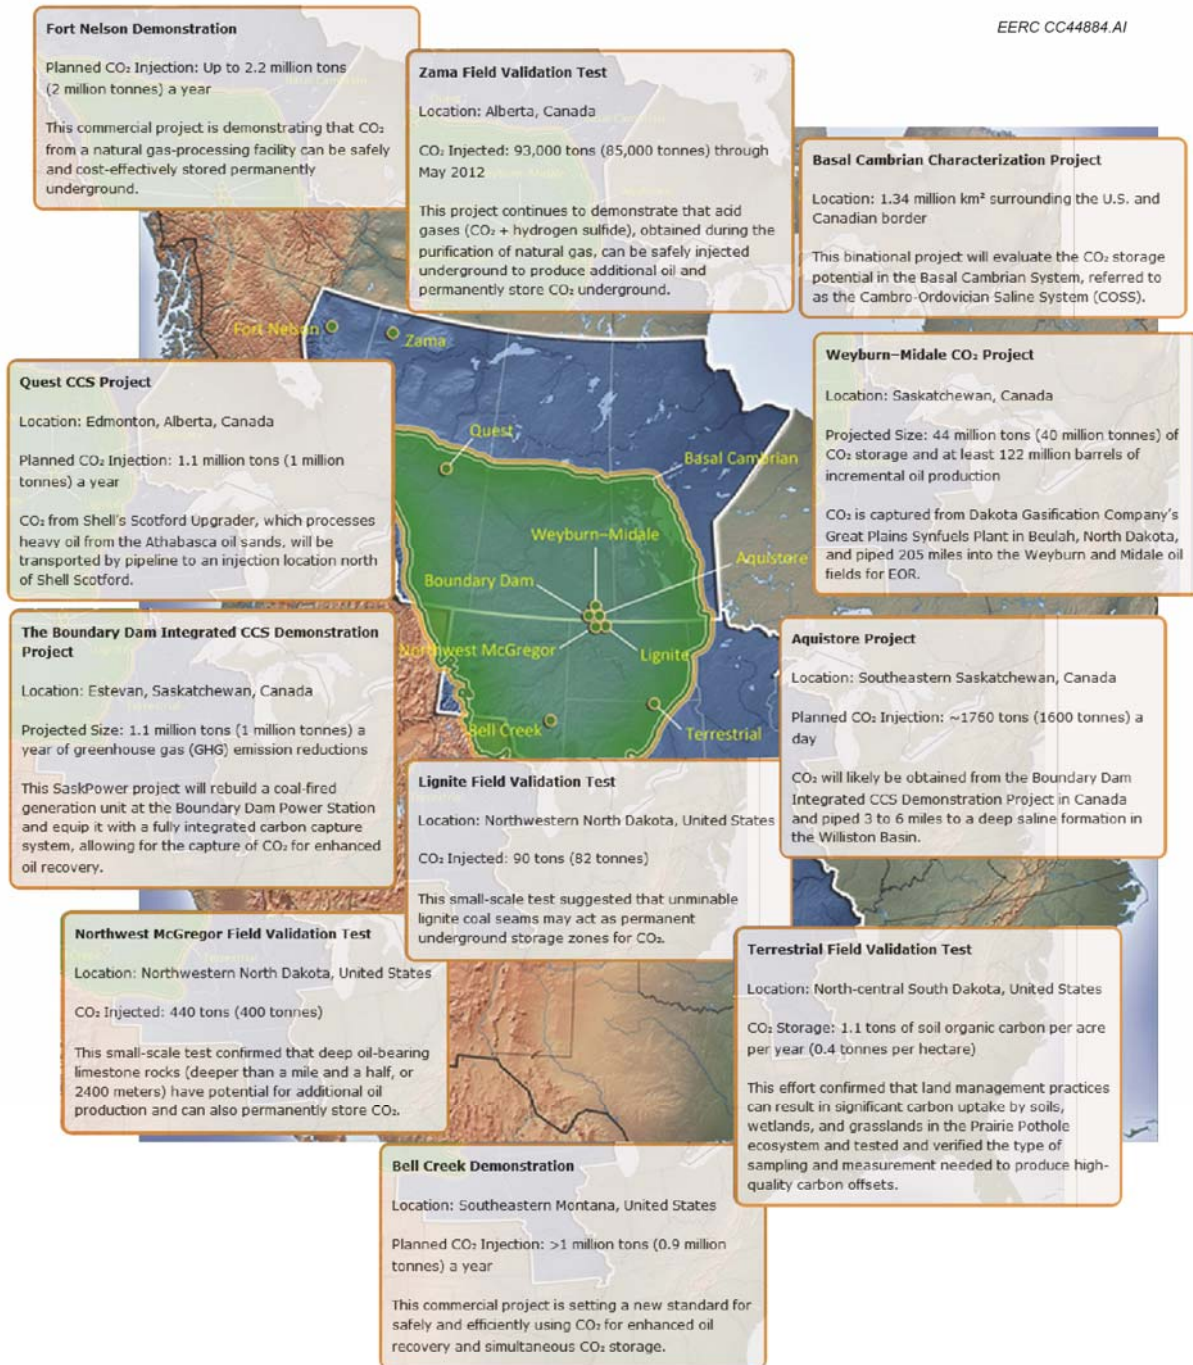 EERC CC44884.AI
Fort Nelson Demonstration
Planned CO₂ Injection: Up to 2.2 million tons
(2 million tonnes) a year
This commercial project is demonstrating that CO₂
from a natural gas-processing facility can be safely
and cost-effectively stored permanently
underground.
Zama Field Validation Test
Location: Alberta, Canada
CO₂ Injected: 93,000 tons (85,000 tonnes) through
May 2012
This project continues to demonstrate that acid
gases (CO₂ + hydrogen sulfide), obtained during the
purification of natural gas, can be safely injected
underground to produce additional oil and
permanently store CO₂ underground.
Basal Cambrian Characterization Project
Location: 1.34 million km² surrounding the U.S. and
Canadian border
This binational project will evaluate the CO₂ storage
potential in the Basal Cambrian System, referred to
as the Cambro-Ordovician Saline System (COSS).
Fort Nelson
Zama
Quest
Basal Cambrian
Weyburn–Midale
Aquistore
Boundary Dam
Northwest McGregor
Lignite
Bell Creek
Terrestrial
Quest CCS Project
Location: Edmonton, Alberta, Canada
Planned CO₂ Injection: 1.1 million tons (1 million
tonnes) a year
CO₂ from Shell's Scotford Upgrader, which processes
heavy oil from the Athabasca oil sands, will be
transported by pipeline to an injection location north
of Shell Scotford.
Weyburn–Midale CO₂ Project
Location: Saskatchewan, Canada
Projected Size: 44 million tons (40 million tonnes) of
CO₂ storage and at least 122 million barrels of
incremental oil production
CO₂ is captured from Dakota Gasification Company's
Great Plains Synfuels Plant in Beulah, North Dakota,
and piped 205 miles into the Weyburn and Midale oil
fields for EOR.
The Boundary Dam Integrated CCS Demonstration
Project
Location: Estevan, Saskatchewan, Canada
Projected Size: 1.1 million tons (1 million tonnes) a
year of greenhouse gas (GHG) emission reductions
This SaskPower project will rebuild a coal-fired
generation unit at the Boundary Dam Power Station
and equip it with a fully integrated carbon capture
system, allowing for the capture of CO₂ for enhanced
oil recovery.
Aquistore Project
Location: Southeastern Saskatchewan, Canada
Planned CO₂ Injection: ~1760 tons (1600 tonnes) a
day
CO₂ will likely be obtained from the Boundary Dam
Integrated CCS Demonstration Project in Canada
and piped 3 to 6 miles to a deep saline formation in
the Williston Basin.
Lignite Field Validation Test
Location: Northwestern North Dakota, United States
CO₂ Injected: 90 tons (82 tonnes)
This small-scale test suggested that unminable
lignite coal seams may act as permanent
underground storage zones for CO₂.
Northwest McGregor Field Validation Test
Location: Northwestern North Dakota, United States
CO₂ Injected: 440 tons (400 tonnes)
This small-scale test confirmed that deep oil-bearing
limestone rocks (deeper than a mile and a half, or
2400 meters) have potential for additional oil
production and can also permanently store CO₂.
Terrestrial Field Validation Test
Location: North-central South Dakota, United States
CO₂ Storage: 1.1 tons of soil organic carbon per acre
per year (0.4 tonnes per hectare)
This effort confirmed that land management practices
can result in significant carbon uptake by soils,
wetlands, and grasslands in the Prairie Pothole
ecosystem and tested and verified the type of
sampling and measurement needed to produce high-
quality carbon offsets.
Bell Creek Demonstration
Location: Southeastern Montana, United States
Planned CO₂ Injection: >1 million tons (0.9 million
tonnes) a year
This commercial project is setting a new standard for
safely and efficiently using CO₂ for enhanced oil
recovery and simultaneous CO₂ storage.